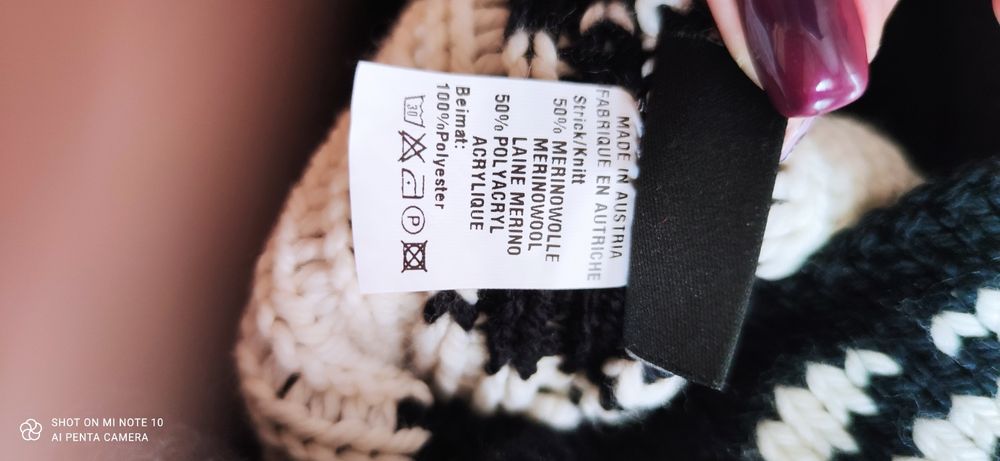 MADE IN AUSTRIA
FABRIQUE EN AUTRICHE
Strick/Knitt
50% MERINOWOLLE
MERINOWOOL
LAINE MERINO
50% POLYACRYL
ACRYLIQUE
Beimat:
100%Polyester
30
P
SHOT ON MI NOTE 10
AI PENTA CAMERA